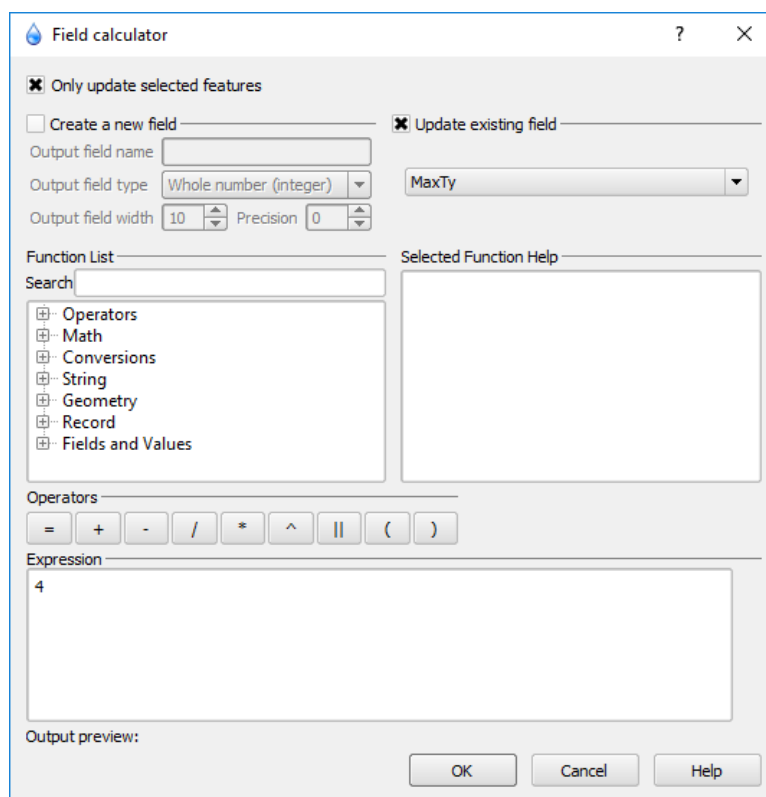 Field calculator ? X
Only update selected features
Create a new field
Output field name
Output field type Whole number (integer)
Output field width 10 Precision 0
Update existing field
MaxTy
Function List
Search
Operators
Math
Conversions
String
Geometry
Record
Fields and Values
Selected Function Help
Operators
= + - / * ^ || ( )
Expression
4
Output preview:
OK Cancel Help